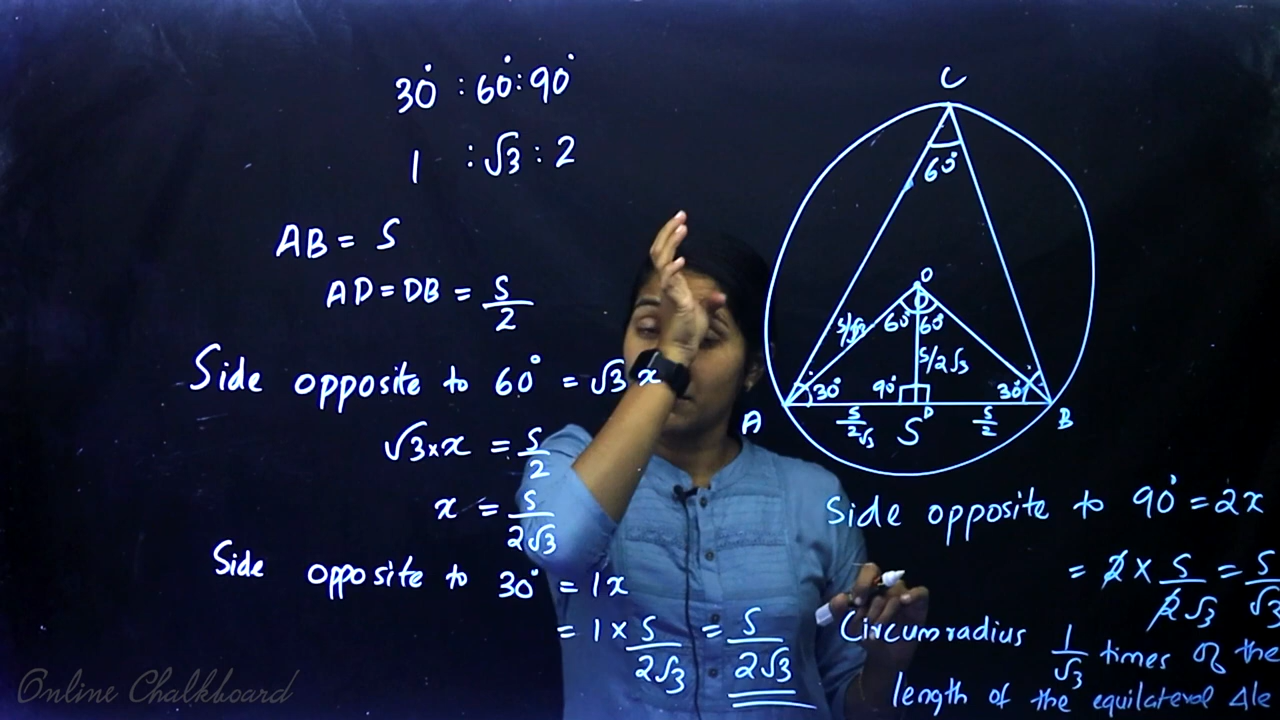 30° : 60° : 90°
1 : √3 : 2
AB = S
AD = DB = S/2
Side opposite to 60° = √3 x
√3 × x = S/2
x = S/2√3
Side opposite to 30° = 1x
= 1 × S/2√3 = S/2√3
C
60°
O
60° 60°
S/2√3
30° 90° 30°
A D B
S/2√3 S S/2
Side opposite to 90° = 2x
= 2 × S/2√3 = S/√3
Circumradius 1/√3 times of the
length of the equilateral Δle
Online Chalkboard